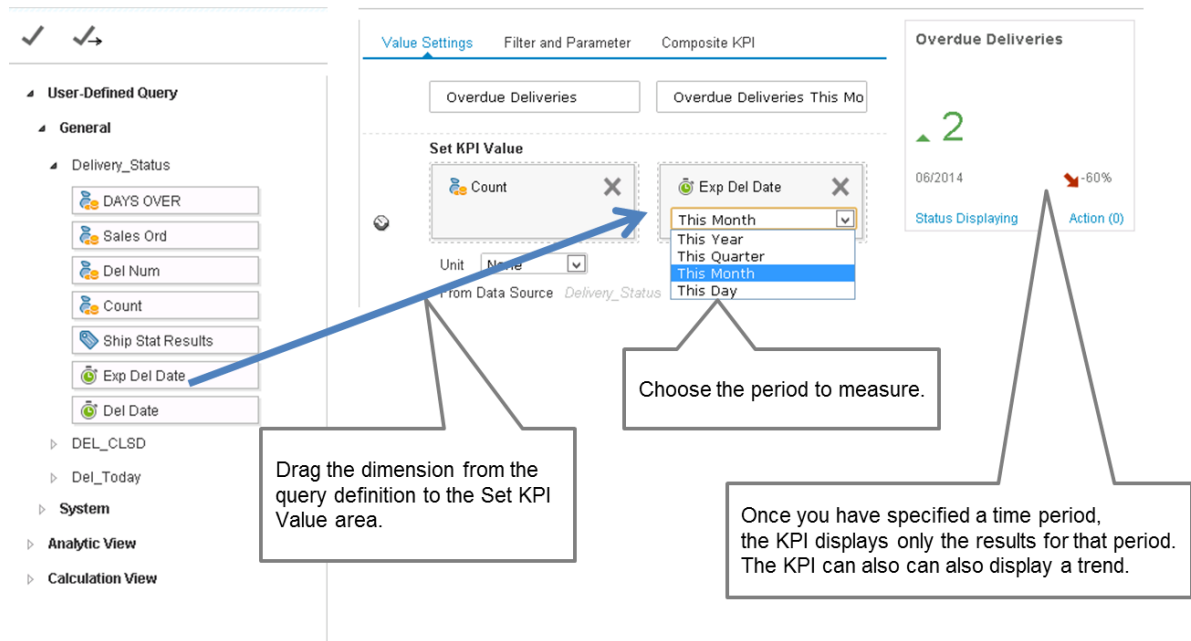 User-Defined Query
General
Delivery_Status
DAYS OVER
Sales Ord
Del Num
Count
Ship Stat Results
Exp Del Date
Del Date
DEL_CLSD
Del_Today
System
Analytic View
Calculation View
Value Settings Filter and Parameter Composite KPI
Overdue Deliveries Overdue Deliveries This Mo
Set KPI Value
Count
Exp Del Date
This Month
This Year
This Quarter
This Month
This Day
Unit None
From Data Source Delivery_Status
Overdue Deliveries
2
06/2014 -60%
Status Displaying Action (0)
Choose the period to measure.
Drag the dimension from the
query definition to the Set KPI
Value area.
Once you have specified a time period,
the KPI displays only the results for that period.
The KPI can also can also display a trend.